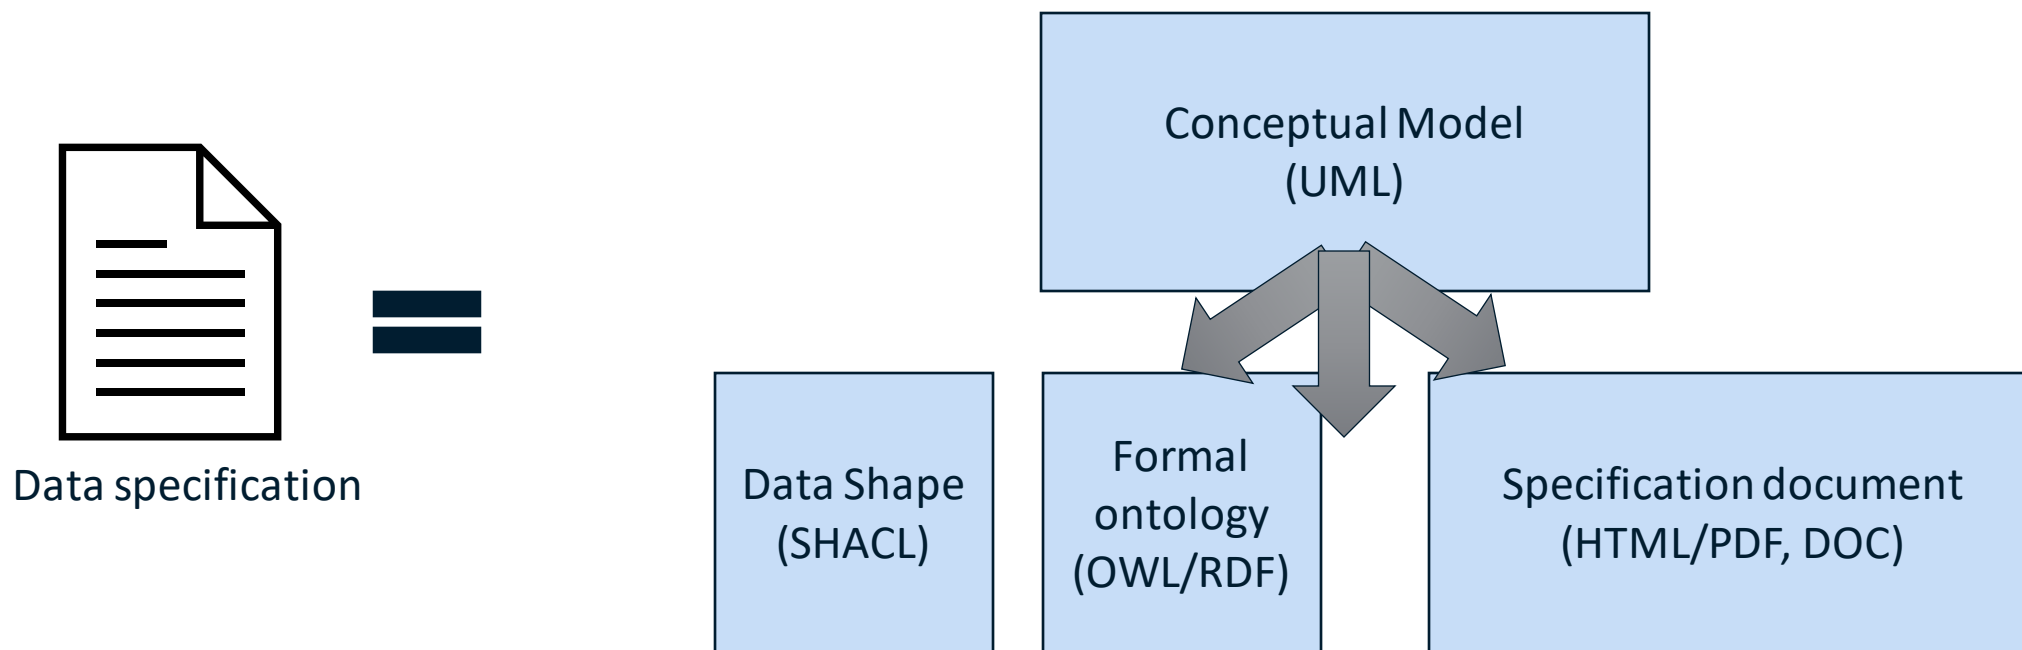 Conceptual Model
(UML)
Data specification
Data Shape
(SHACL)
Formal
ontology
(OWL/RDF)
Specification document
(HTML/PDF, DOC)